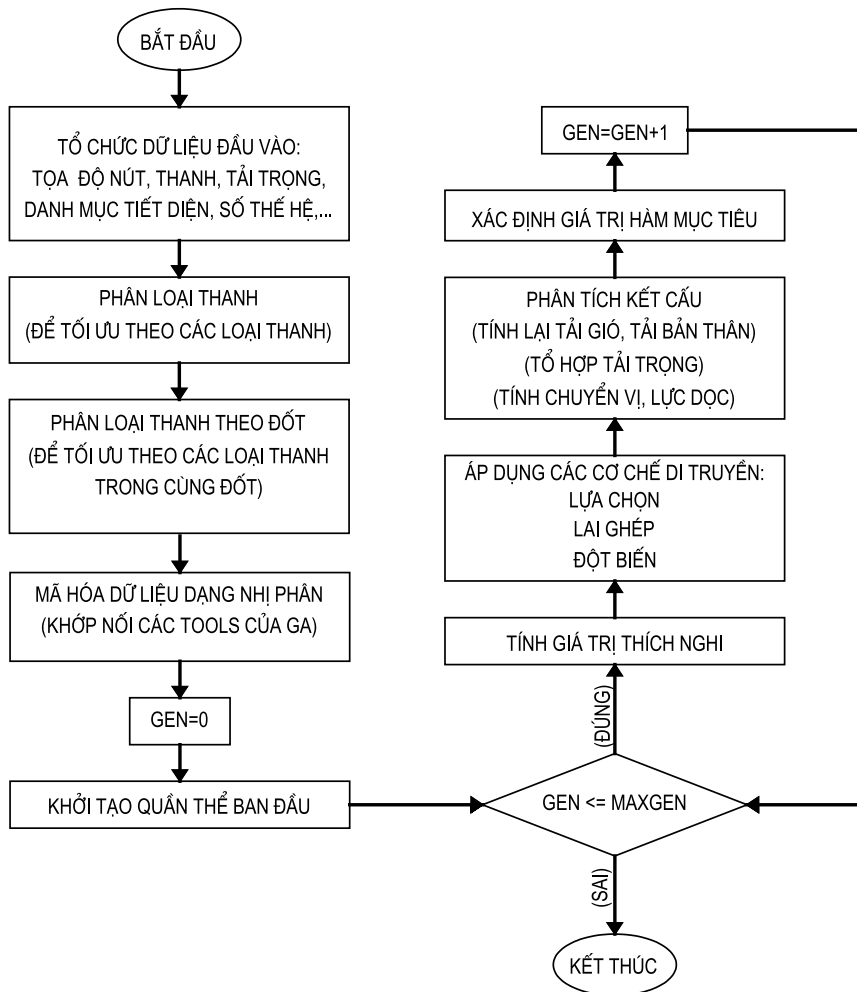 BẮT ĐẦU
TỔ CHỨC DỮ LIỆU ĐẦU VÀO:
TỌA ĐỘ NÚT, THANH, TẢI TRỌNG,
DANH MỤC TIẾT DIỆN, SỐ THẾ HỆ,...
PHÂN LOẠI THANH
(ĐỂ TỐI ƯU THEO CÁC LOẠI THANH)
PHÂN LOẠI THANH THEO ĐỐT
(ĐỂ TỐI ƯU THEO CÁC LOẠI THANH
TRONG CÙNG ĐỐT)
MÃ HÓA DỮ LIỆU DẠNG NHỊ PHÂN
(KHỚP NỐI CÁC TOOLS CỦA GA)
GEN=0
KHỞI TẠO QUẦN THỂ BAN ĐẦU
GEN <= MAXGEN
(ĐÚNG)
TÍNH GIÁ TRỊ THÍCH NGHI
ÁP DỤNG CÁC CƠ CHẾ DI TRUYỀN:
LỰA CHỌN
LAI GHÉP
ĐỘT BIẾN
PHÂN TÍCH KẾT CẤU
(TÍNH LẠI TẢI GIÓ, TẢI BẢN THÂN)
(TỔ HỢP TẢI TRỌNG)
(TÍNH CHUYỂN VỊ, LỰC DỌC)
XÁC ĐỊNH GIÁ TRỊ HÀM MỤC TIÊU
GEN=GEN+1
(SAI)
KẾT THÚC